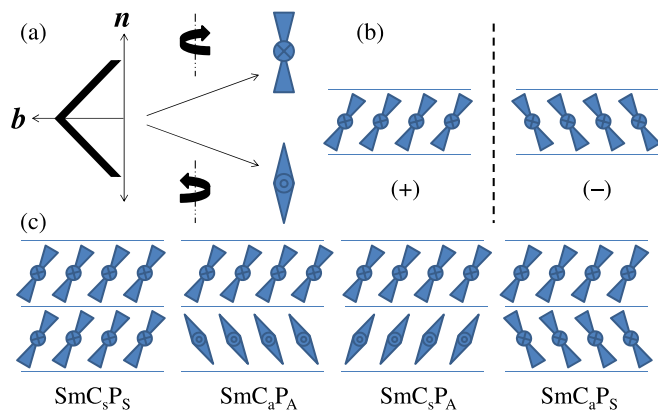 (a)
n
b
(b)
(+)
(−)
(c)
SmCₛPₛ
SmCₐPₐ
SmCₛPₐ
SmCₐPₛ